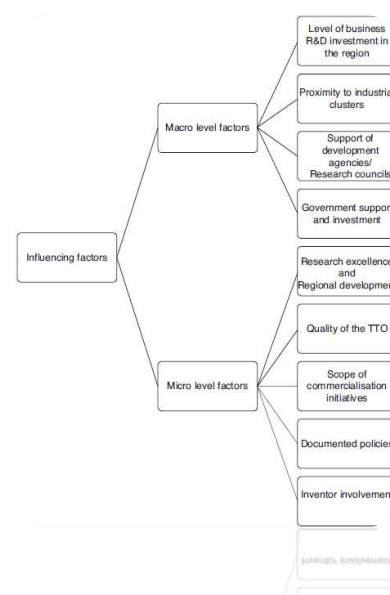 Level of business
R&D investment in
the region
Proximity to industria
clusters
Macro level factors
Support of
development
agencies/
Research councils
Government suppor
and investment
Influencing factors
Research excellence
and
Regional developmen
Quality of the TTO
Micro level factors
Scope of
commercialisation
initiatives
Documented policies
Inventor involvemen